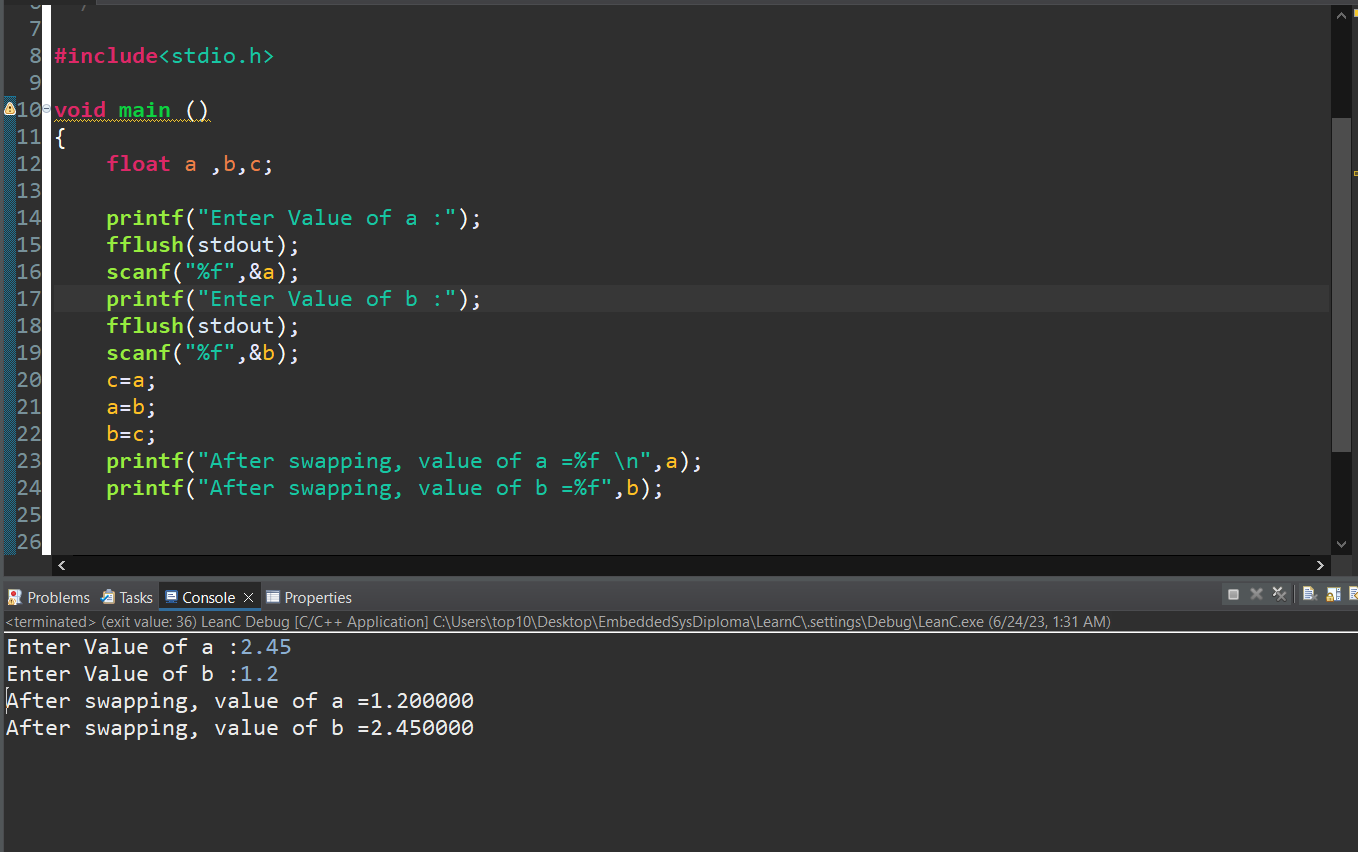 7
8 #include<stdio.h>
9
10 void main ()
11 {
12 float a ,b,c;
13
14 printf("Enter Value of a :");
15 fflush(stdout);
16 scanf("%f",&a);
17 printf("Enter Value of b :");
18 fflush(stdout);
19 scanf("%f",&b);
20 c=a;
21 a=b;
22 b=c;
23 printf("After swapping, value of a =%f \n",a);
24 printf("After swapping, value of b =%f",b);
25
26
Problems Tasks Console Properties
<terminated> (exit value: 36) LeanC Debug [C/C++ Application] C:\Users\top10\Desktop\EmbeddedSysDiploma\LearnC\.settings\Debug\LeanC.exe (6/24/23, 1:31 AM)
Enter Value of a :2.45
Enter Value of b :1.2
After swapping, value of a =1.200000
After swapping, value of b =2.450000